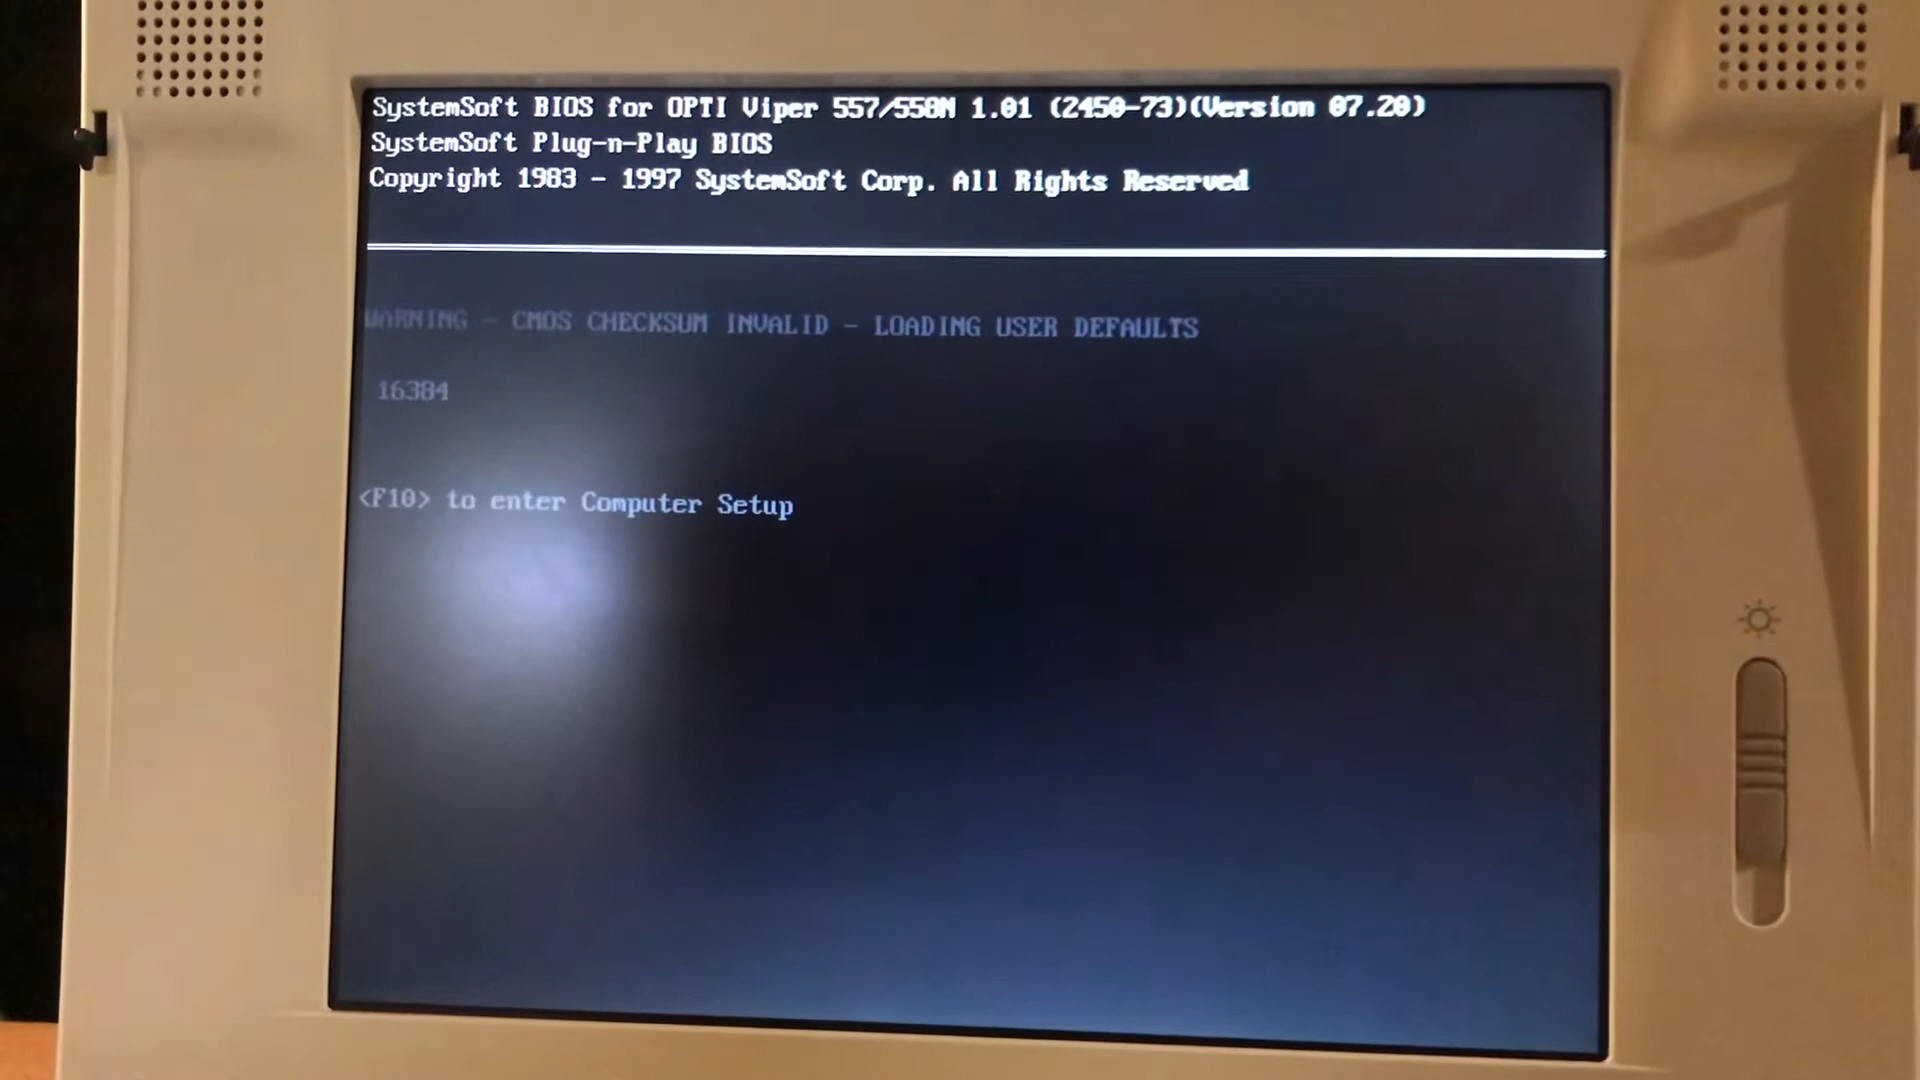 SystemSoft BIOS for OPTI Viper 557/558N 1.01 (2450-73)(Version 07.20)
SystemSoft Plug-n-Play BIOS
Copyright 1983 - 1997 SystemSoft Corp. All Rights Reserved
WARNING - CMOS CHECKSUM INVALID - LOADING USER DEFAULTS
16384
<F10> to enter Computer Setup